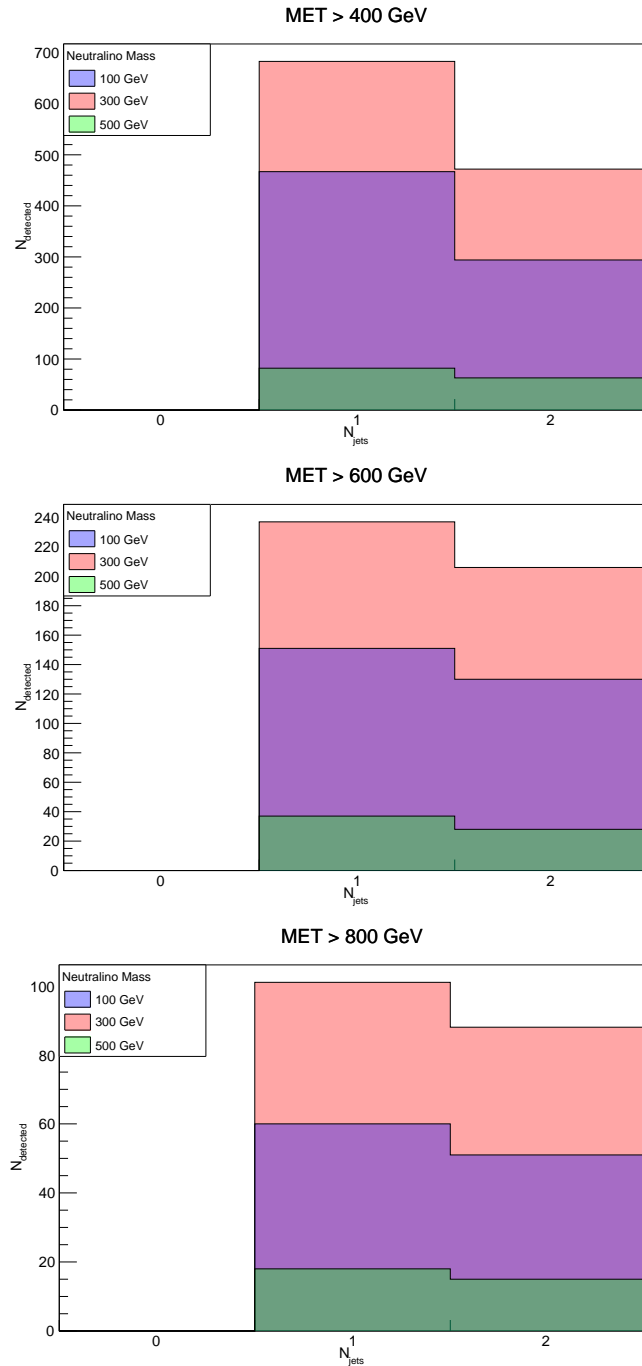 MET > 400 GeV
Neutralino Mass
100 GeV
300 GeV
500 GeV
700
600
500
400
300
200
100
0
N_detected
0 1 2
N_jets
MET > 600 GeV
Neutralino Mass
100 GeV
300 GeV
500 GeV
240
220
200
180
160
140
120
100
80
60
40
20
0
N_detected
0 1 2
N_jets
MET > 800 GeV
Neutralino Mass
100 GeV
300 GeV
500 GeV
100
80
60
40
20
0
N_detected
0 1 2
N_jets